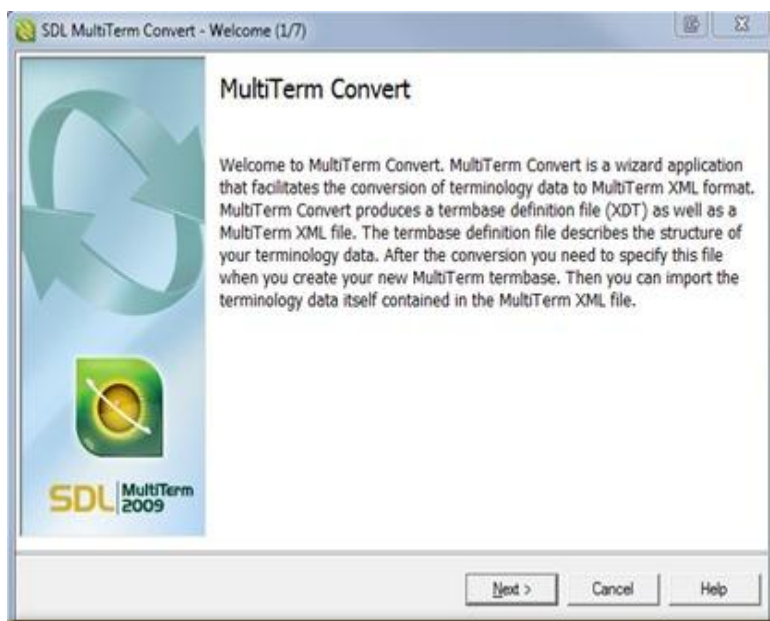 SDL MultiTerm Convert - Welcome (1/7)
MultiTerm Convert
Welcome to MultiTerm Convert. MultiTerm Convert is a wizard application
that facilitates the conversion of terminology data to MultiTerm XML format.
MultiTerm Convert produces a termbase definition file (XDT) as well as a
MultiTerm XML file. The termbase definition file describes the structure of
your terminology data. After the conversion you need to specify this file
when you create your new MultiTerm termbase. Then you can import the
terminology data itself contained in the MultiTerm XML file.
SDL MultiTerm
2009
Next >
Cancel
Help